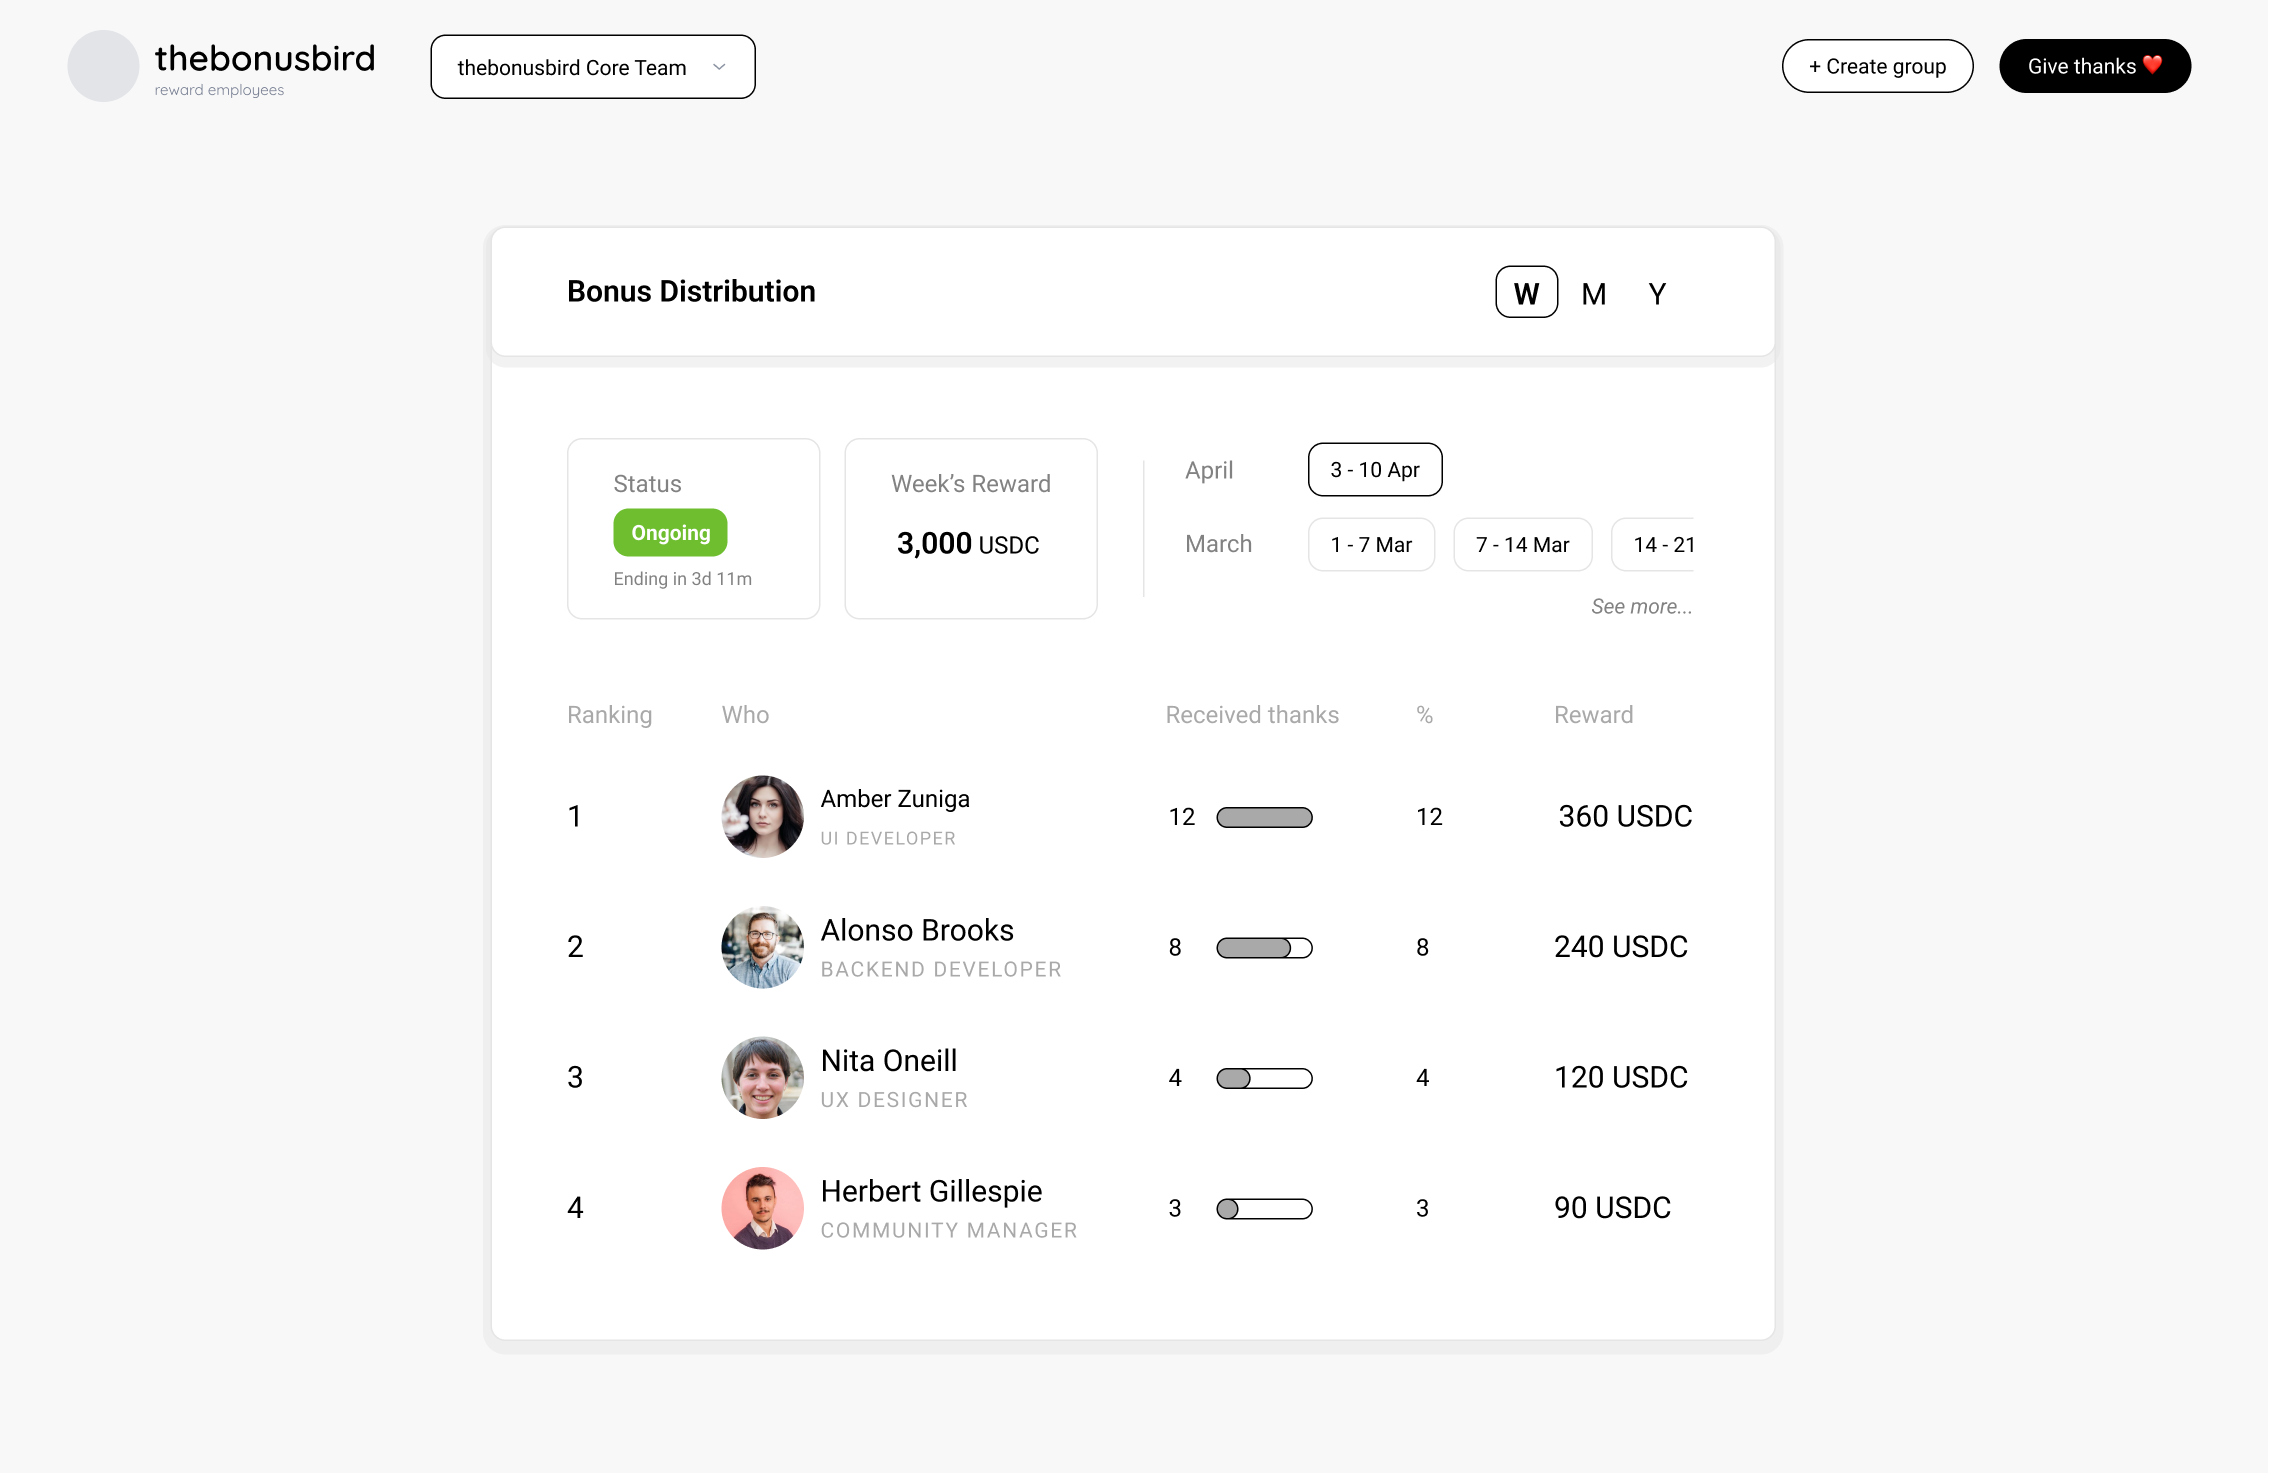 thebonusbird
reward employees
thebonusbird Core Team
+ Create group
Give thanks ❤️
Bonus Distribution
W M Y
Status
Ongoing
Ending in 3d 11m
Week’s Reward
3,000 USDC
April
3 - 10 Apr
March
1 - 7 Mar
7 - 14 Mar
14 - 21
See more...
Ranking Who Received thanks % Reward
1 Amber Zuniga 12 12 360 USDC
UI DEVELOPER
2 Alonso Brooks 8 8 240 USDC
BACKEND DEVELOPER
3 Nita Oneill 4 4 120 USDC
UX DESIGNER
4 Herbert Gillespie 3 3 90 USDC
COMMUNITY MANAGER